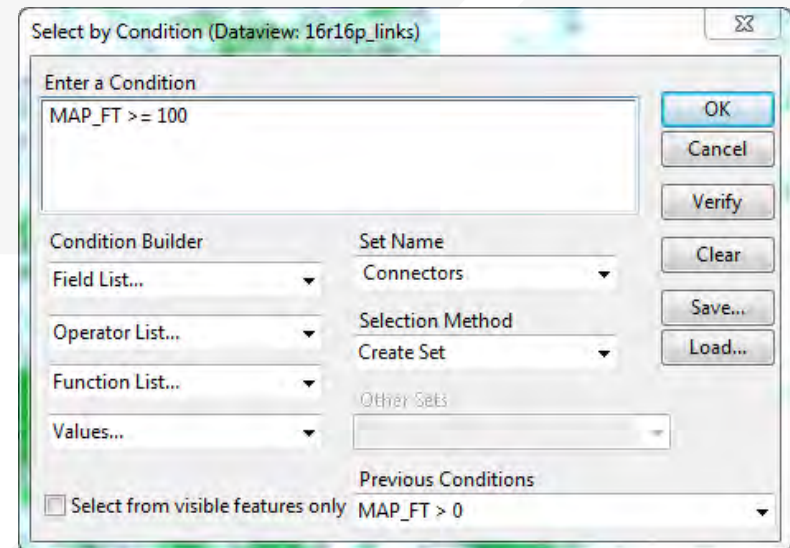 Select by Condition (Dataview: 16r16p_links)
Enter a Condition
MAP_FT >= 100
OK
Cancel
Verify
Clear
Save...
Load...
Condition Builder
Field List...
Operator List...
Function List...
Values...
Set Name
Connectors
Selection Method
Create Set
Other Sets
Previous Conditions
MAP_FT > 0
Select from visible features only